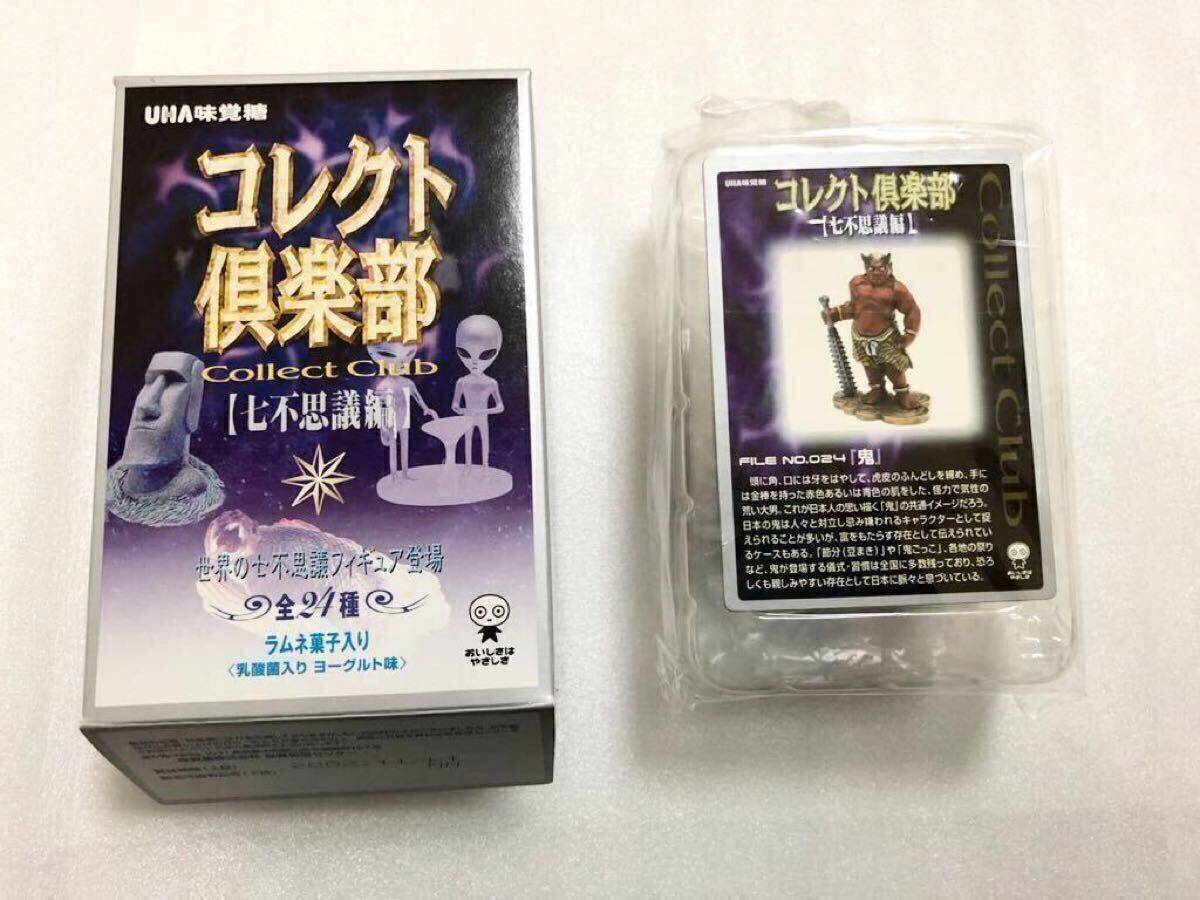 UHA味覚糖
コレクト
倶楽部
Collect Club
【七不思議編】
世界の七不思議フィギュア登場
全24種
ラムネ菓子入り
〈乳酸菌入り ヨーグルト味〉
おいしさは
やさしさ
UHA味覚糖
コレクト倶楽部
【七不思議編】
Collect Club
FILE NO.024「鬼」
頭に角、口には牙をはやして、虎皮のふんどしを締め、手に
は金棒を持った赤色あるいは青色の肌をした、怪力で気性の
荒い大男。これが日本人の思い描く「鬼」の共通イメージだろう。
日本の鬼は人々と対立し忌み嫌われるキャラクターとして捉
えられることが多いが、富をもたらす存在として伝えられてい
るケースもある。「節分(豆まき)」や「鬼ごっこ」、各地の祭り
など、鬼が登場する儀式・習慣は全国に多数残っており、恐ろ
しくも親しみやすい存在として日本に脈々と息づいている。
おいしさは
やさしさ